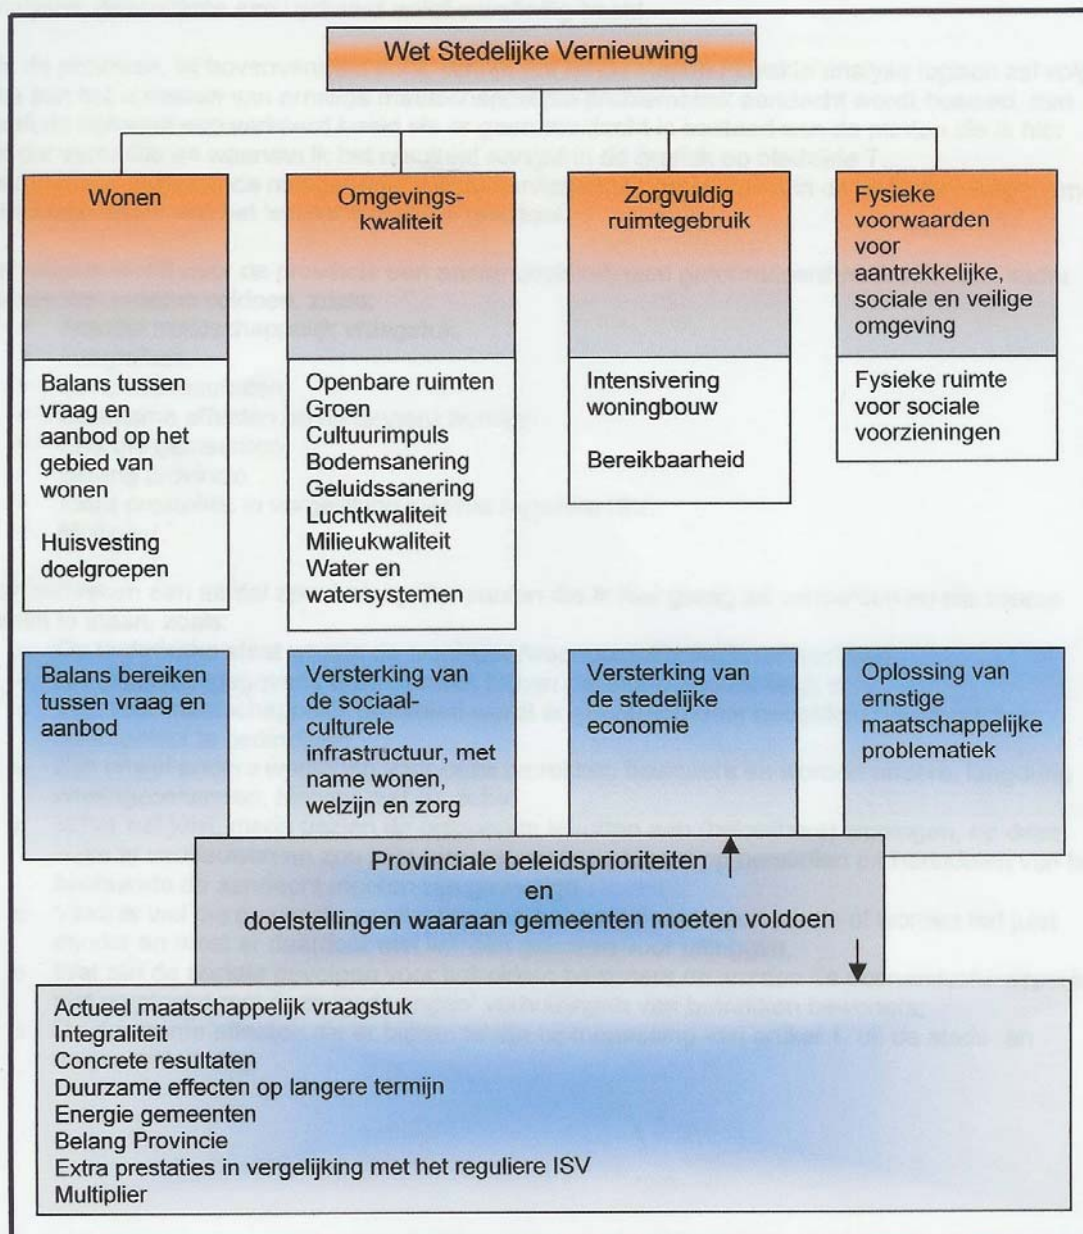 Wet Stedelijke Vernieuwing
Wonen
Omgevings-
kwaliteit
Zorgvuldig
ruimtegebruik
Fysieke
voorwaarden
voor
aantrekkelijke,
sociale en veilige
omgeving
Balans tussen
vraag en
aanbod op het
gebied van
wonen
Huisvesting
doelgroepen
Openbare ruimten
Groen
Cultuurimpuls
Bodemsanering
Geluidssanering
Luchtkwaliteit
Milieukwaliteit
Water en
watersystemen
Intensivering
woningbouw
Bereikbaarheid
Fysieke ruimte
voor sociale
voorzieningen
Balans bereiken
tussen vraag en
aanbod
Versterking van
de sociaal-
culturele
infrastructuur, met
name wonen,
welzijn en zorg
Versterking van
de stedelijke
economie
Oplossing van
ernstige
maatschappelijke
problematiek
Provinciale beleidsprioriteiten
en
doelstellingen waaraan gemeenten moeten voldoen
Actueel maatschappelijk vraagstuk
Integraliteit
Concrete resultaten
Duurzame effecten op langere termijn
Energie gemeenten
Belang Provincie
Extra prestaties in vergelijking met het reguliere ISV
Multiplier